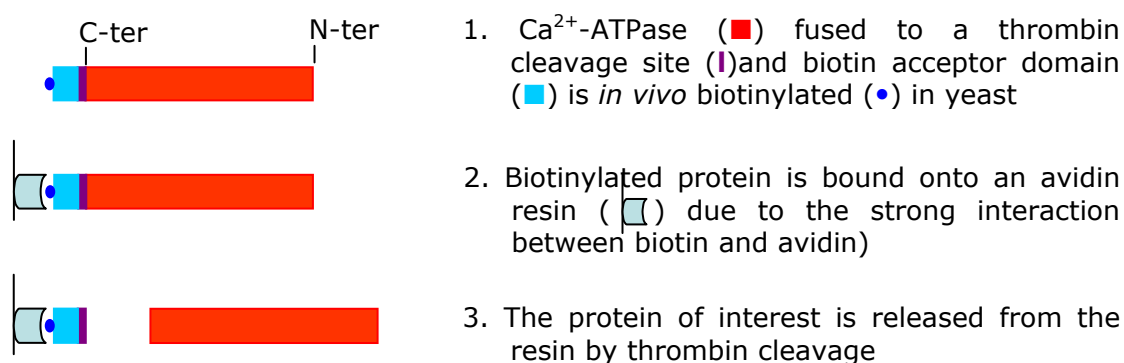 C-ter
N-ter
1. Ca²⁺-ATPase (■) fused to a thrombin
cleavage site (I)and biotin acceptor domain
(■) is in vivo biotinylated (•) in yeast
2. Biotinylated protein is bound onto an avidin
resin ( ) due to the strong interaction
between biotin and avidin)
3. The protein of interest is released from the
resin by thrombin cleavage